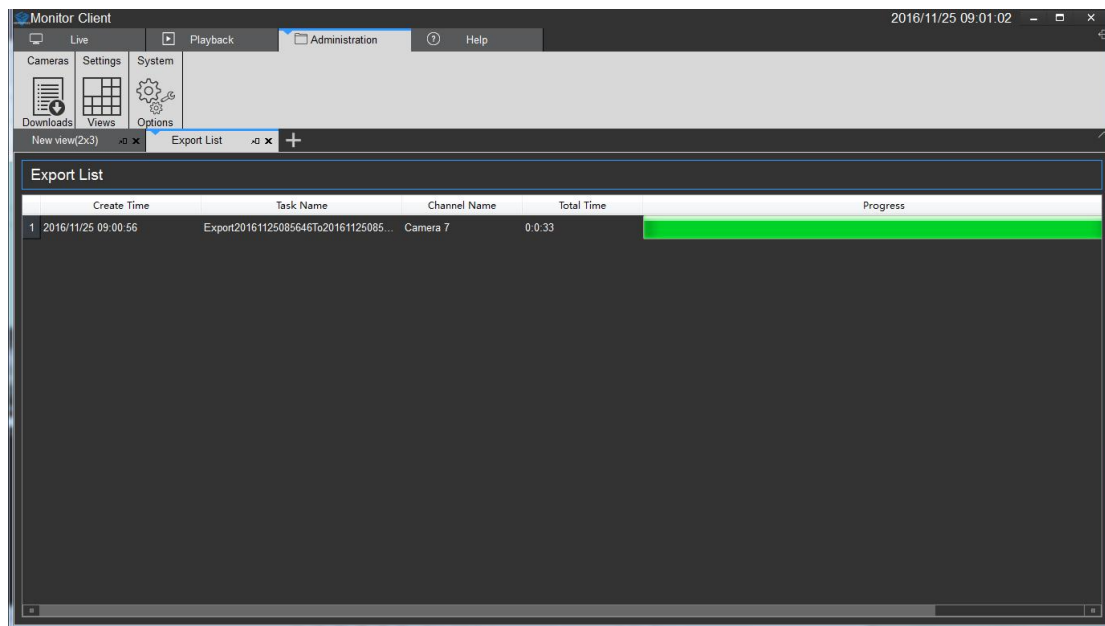 Monitor Client 2016/11/25 09:01:02
Live Playback Administration Help
Cameras Settings System
Downloads Views Options
New view(2x3) Export List
Export List
Create Time Task Name Channel Name Total Time Progress
1 2016/11/25 09:00:56 Export20161125085646To20161125085... Camera 7 0:0:33